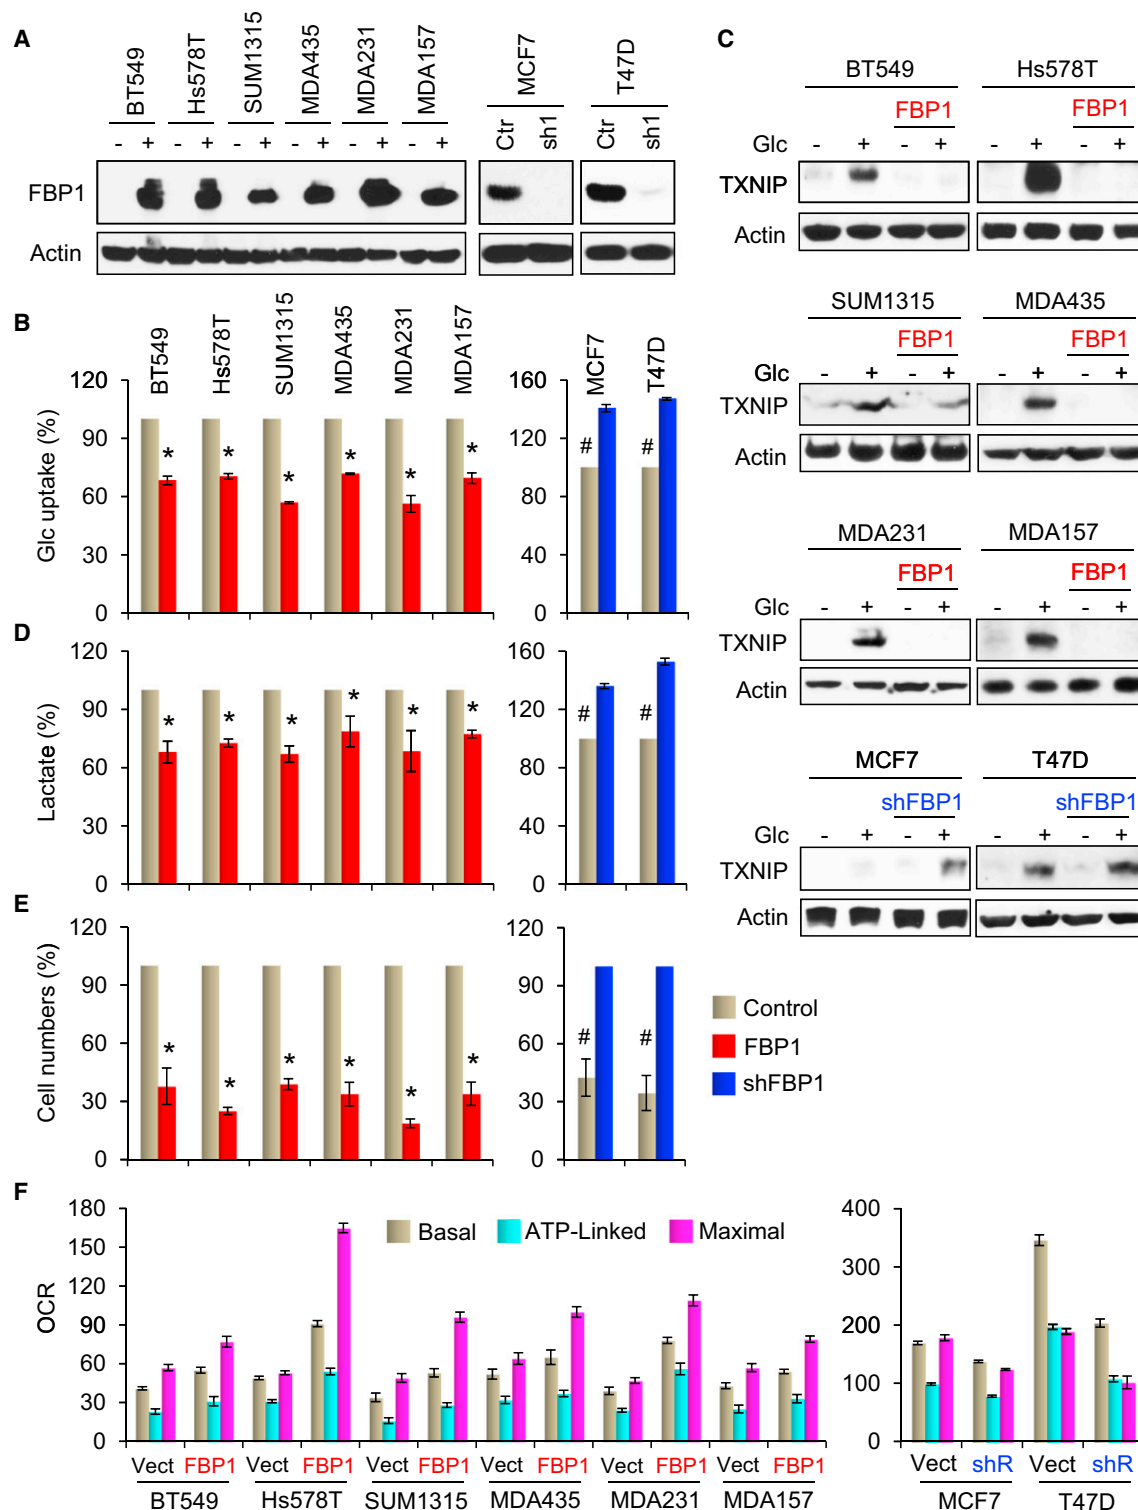 A
BT549 Hs578T SUM1315 MDA435 MDA231 MDA157 MCF7 T47D
- + - + - + - + - + - + Ctr sh1 Ctr sh1
FBP1
Actin
B
BT549 Hs578T SUM1315 MDA435 MDA231 MDA157 MCF7 T47D
Glc uptake (%)
120
90
60
30
0
* * * * * *
160
120
80
40
0
# #
D
Lactate (%)
120
90
60
30
0
* * * * * *
160
120
80
40
0
# #
E
Cell numbers (%)
120
90
60
30
0
* * * * * *
120
90
60
30
0
# #
Control
FBP1
shFBP1
C
BT549 Hs578T
FBP1 FBP1
Glc - + - + - + - +
TXNIP
Actin
SUM1315 MDA435
FBP1 FBP1
Glc - + - + - + - +
TXNIP
Actin
MDA231 MDA157
FBP1 FBP1
Glc - + - + - + - +
TXNIP
Actin
MCF7 T47D
shFBP1 shFBP1
Glc - + - + - + - +
TXNIP
Actin
F
OCR
180
150
120
90
60
30
0
Basal ATP-Linked Maximal
Vect FBP1 Vect FBP1 Vect FBP1 Vect FBP1 Vect FBP1 Vect FBP1
BT549 Hs578T SUM1315 MDA435 MDA231 MDA157
400
300
200
100
0
Vect shR Vect shR
MCF7 T47D